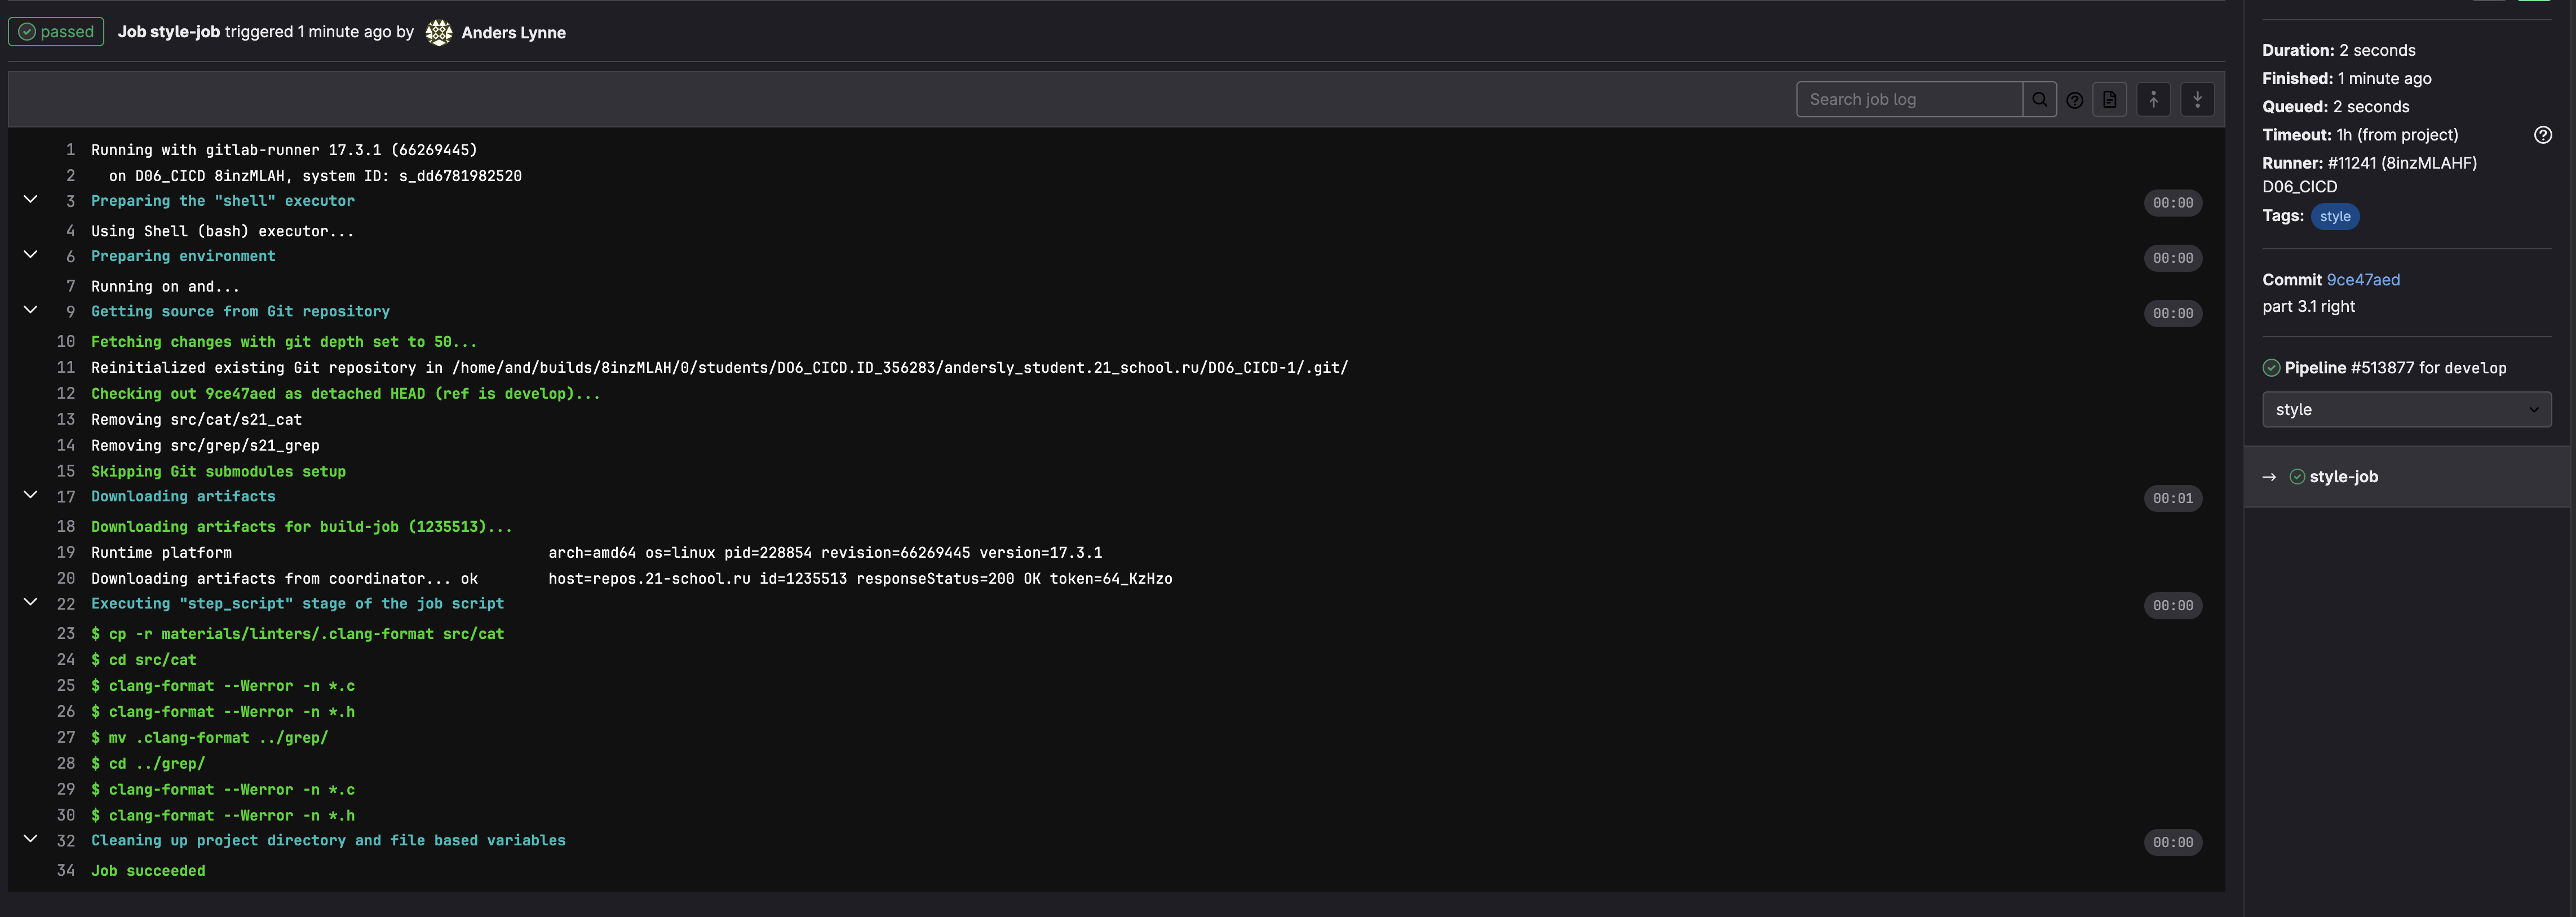 passed Job style-job triggered 1 minute ago by Anders Lynne
Search job log
1 Running with gitlab-runner 17.3.1 (66269445)
2 on D06_CICD 8inzMLAH, system ID: s_dd6781982520
3 Preparing the "shell" executor 00:00
4 Using Shell (bash) executor...
6 Preparing environment 00:00
7 Running on and...
9 Getting source from Git repository 00:00
10 Fetching changes with git depth set to 50...
11 Reinitialized existing Git repository in /home/and/builds/8inzMLAH/0/students/DO6_CICD.ID_356283/andersly_student.21_school.ru/DO6_CICD-1/.git/
12 Checking out 9ce47aed as detached HEAD (ref is develop)...
13 Removing src/cat/s21_cat
14 Removing src/grep/s21_grep
15 Skipping Git submodules setup
17 Downloading artifacts 00:01
18 Downloading artifacts for build-job (1235513)...
19 Runtime platform arch=amd64 os=linux pid=228854 revision=66269445 version=17.3.1
20 Downloading artifacts from coordinator... ok host=repos.21-school.ru id=1235513 responseStatus=200 OK token=64_KzHzo
22 Executing "step_script" stage of the job script 00:00
23 $ cp -r materials/linters/.clang-format src/cat
24 $ cd src/cat
25 $ clang-format --Werror -n *.c
26 $ clang-format --Werror -n *.h
27 $ mv .clang-format ../grep/
28 $ cd ../grep/
29 $ clang-format --Werror -n *.c
30 $ clang-format --Werror -n *.h
32 Cleaning up project directory and file based variables 00:00
34 Job succeeded
Duration: 2 seconds
Finished: 1 minute ago
Queued: 2 seconds
Timeout: 1h (from project)
Runner: #11241 (8inzMLAHF)
D06_CICD
Tags: style
Commit 9ce47aed
part 3.1 right
Pipeline #513877 for develop
style
→ style-job